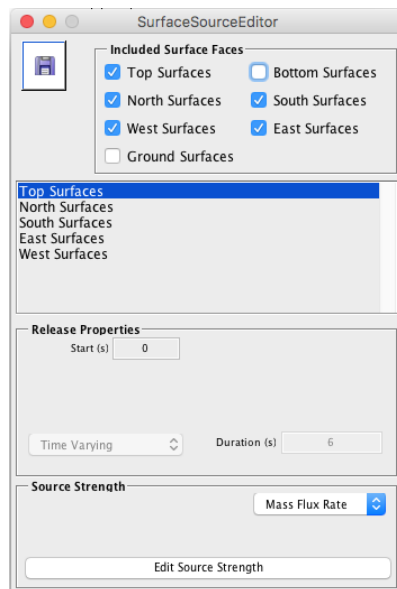 SurfaceSourceEditor
Included Surface Faces
Top Surfaces Bottom Surfaces
North Surfaces South Surfaces
West Surfaces East Surfaces
Ground Surfaces
Top Surfaces
North Surfaces
South Surfaces
East Surfaces
West Surfaces
Release Properties
Start (s) 0
Time Varying Duration (s) 6
Source Strength
Mass Flux Rate
Edit Source Strength